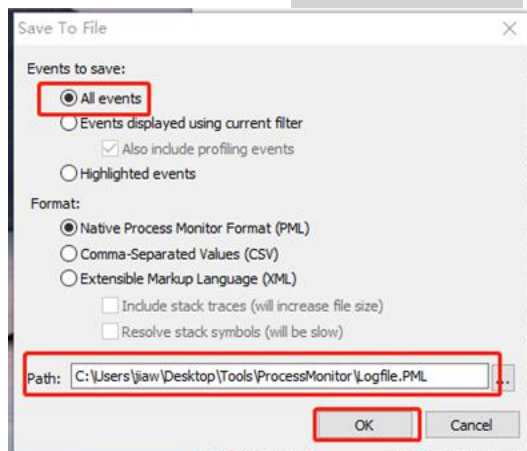 Save To File
Events to save:
All events
Events displayed using current filter
Also include profiling events
Highlighted events
Format:
Native Process Monitor Format (PML)
Comma-Separated Values (CSV)
Extensible Markup Language (XML)
Include stack traces (will increase file size)
Resolve stack symbols (will be slow)
Path: C:\Users\jiaw\Desktop\Tools\ProcessMonitor\Logfile.PML ...
OK Cancel